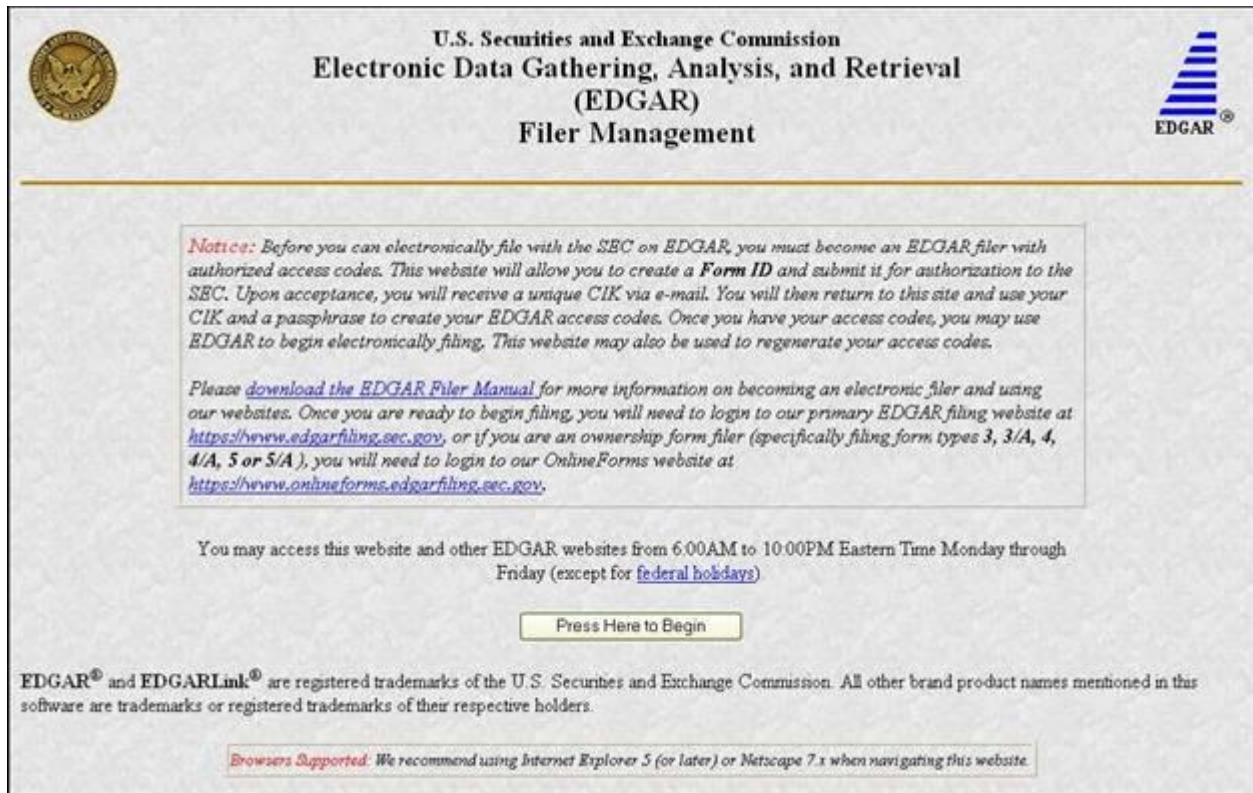 U.S. Securities and Exchange Commission
Electronic Data Gathering, Analysis, and Retrieval
(EDGAR)
Filer Management
EDGAR ®
Notice: Before you can electronically file with the SEC on EDGAR, you must become an EDGAR filer with
authorized access codes. This website will allow you to create a Form ID and submit it for authorization to the
SEC. Upon acceptance, you will receive a unique CIK via e-mail. You will then return to this site and use your
CIK and a passphrase to create your EDGAR access codes. Once you have your access codes, you may use
EDGAR to begin electronically filing. This website may also be used to regenerate your access codes.
Please download the EDGAR Filer Manual for more information on becoming an electronic filer and using
our websites. Once you are ready to begin filing, you will need to login to our primary EDGAR filing website at
https://www.edgarfiling.sec.gov, or if you are an ownership form filer (specifically filing form types 3, 3/A, 4,
4/A, 5 or 5/A ), you will need to login to our OnlineForms website at
https://www.onlineforms.edgarfiling.sec.gov.
You may access this website and other EDGAR websites from 6:00AM to 10:00PM Eastern Time Monday through
Friday (except for federal holidays)
Press Here to Begin
EDGAR® and EDGARLink® are registered trademarks of the U.S. Securities and Exchange Commission. All other brand product names mentioned in this
software are trademarks or registered trademarks of their respective holders.
Browsers Supported: We recommend using Internet Explorer 5 (or later) or Netscape 7.x when navigating this website.